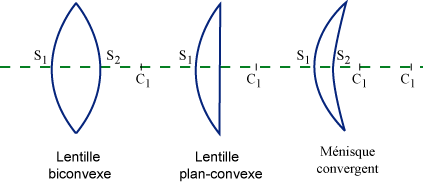 S1 S2 C1 S1 C1 S1 S2 C1 C1
Lentille
biconvexe
Lentille
plan-convexe
Ménisque
convergent